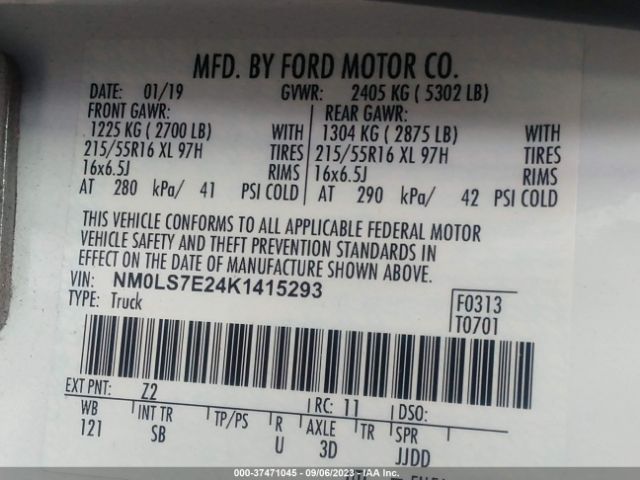 MFD. BY FORD MOTOR CO.
DATE: 01/19 GVWR: 2405 KG ( 5302 LB)
FRONT GAWR: REAR GAWR:
1225 KG ( 2700 LB) WITH 1304 KG ( 2875 LB) WITH
215/55R16 XL 97H TIRES 215/55R16 XL 97H TIRES
16x6.5J RIMS 16x6.5J RIMS
AT 280 kPa/ 41 PSI COLD AT 290 kPa/ 42 PSI COLD
THIS VEHICLE CONFORMS TO ALL APPLICABLE FEDERAL MOTOR
VEHICLE SAFETY AND THEFT PREVENTION STANDARDS IN
EFFECT ON THE DATE OF MANUFACTURE SHOWN ABOVE.
VIN: NM0LS7E24K1415293 F0313
TYPE: Truck T0701
EXT PNT: Z2 RC: 11 DSO:
WB INT TR TP/PS R AXLE TR SPR
121 SB U 3D JJDD
000-37471045 - 09/06/2023 - IAA Inc.